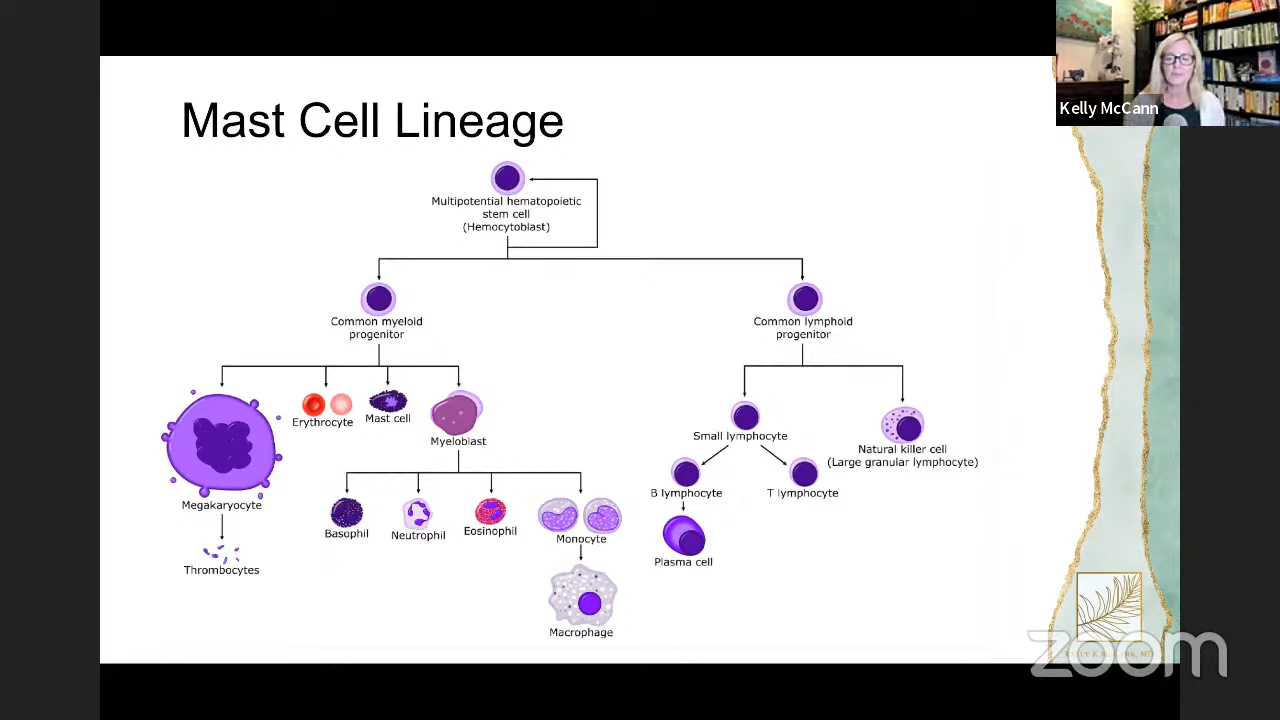 Kelly McCann
Mast Cell Lineage
Multipotential hematopoietic
stem cell
(Hemocytoblast)
Common myeloid
progenitor
Common lymphoid
progenitor
Erythrocyte
Mast cell
Myeloblast
Small lymphocyte
Natural killer cell
(Large granular lymphocyte)
B lymphocyte
T lymphocyte
Megakaryocyte
Basophil
Neutrophil
Eosinophil
Monocyte
Plasma cell
Thrombocytes
Macrophage
zoom